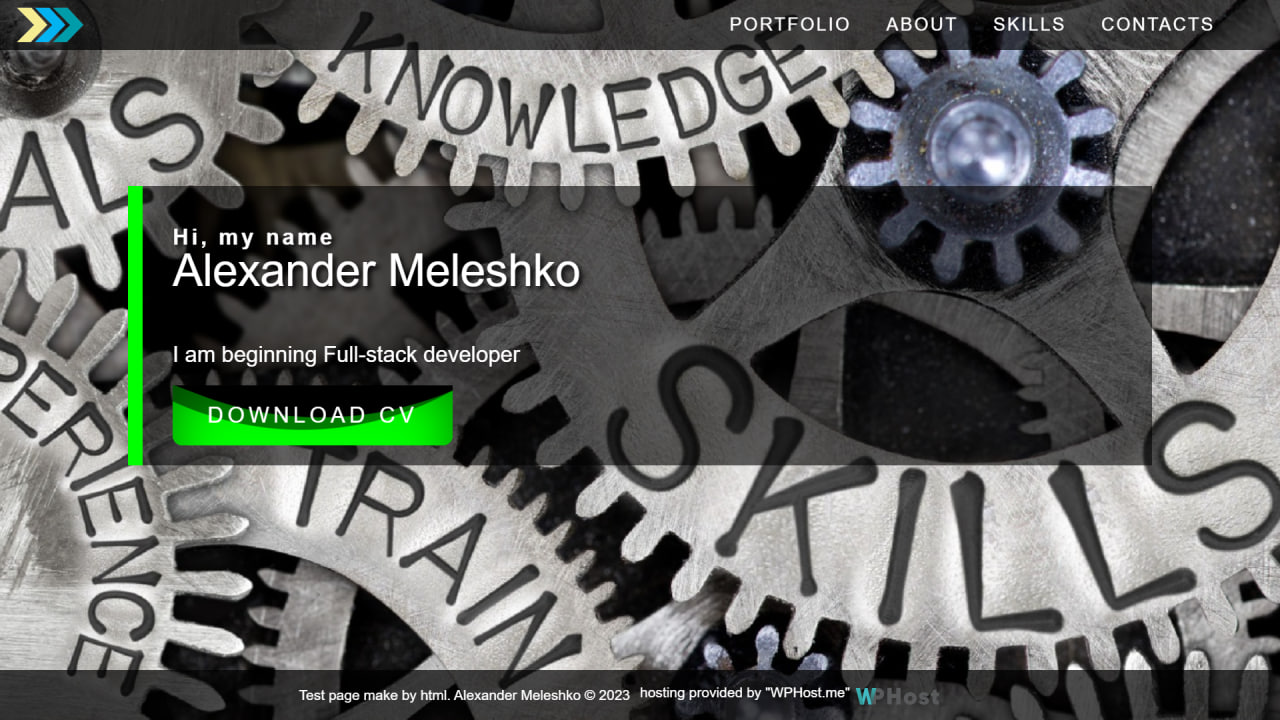 PORTFOLIO ABOUT SKILLS CONTACTS
KNOWLEDGE
ALS
Hi, my name
Alexander Meleshko
I am beginning Full-stack developer
DOWNLOAD CV
PERIENCE
TRAIN
SKILLS
Test page make by html. Alexander Meleshko © 2023 hosting provided by "WPHost.me" WPHost